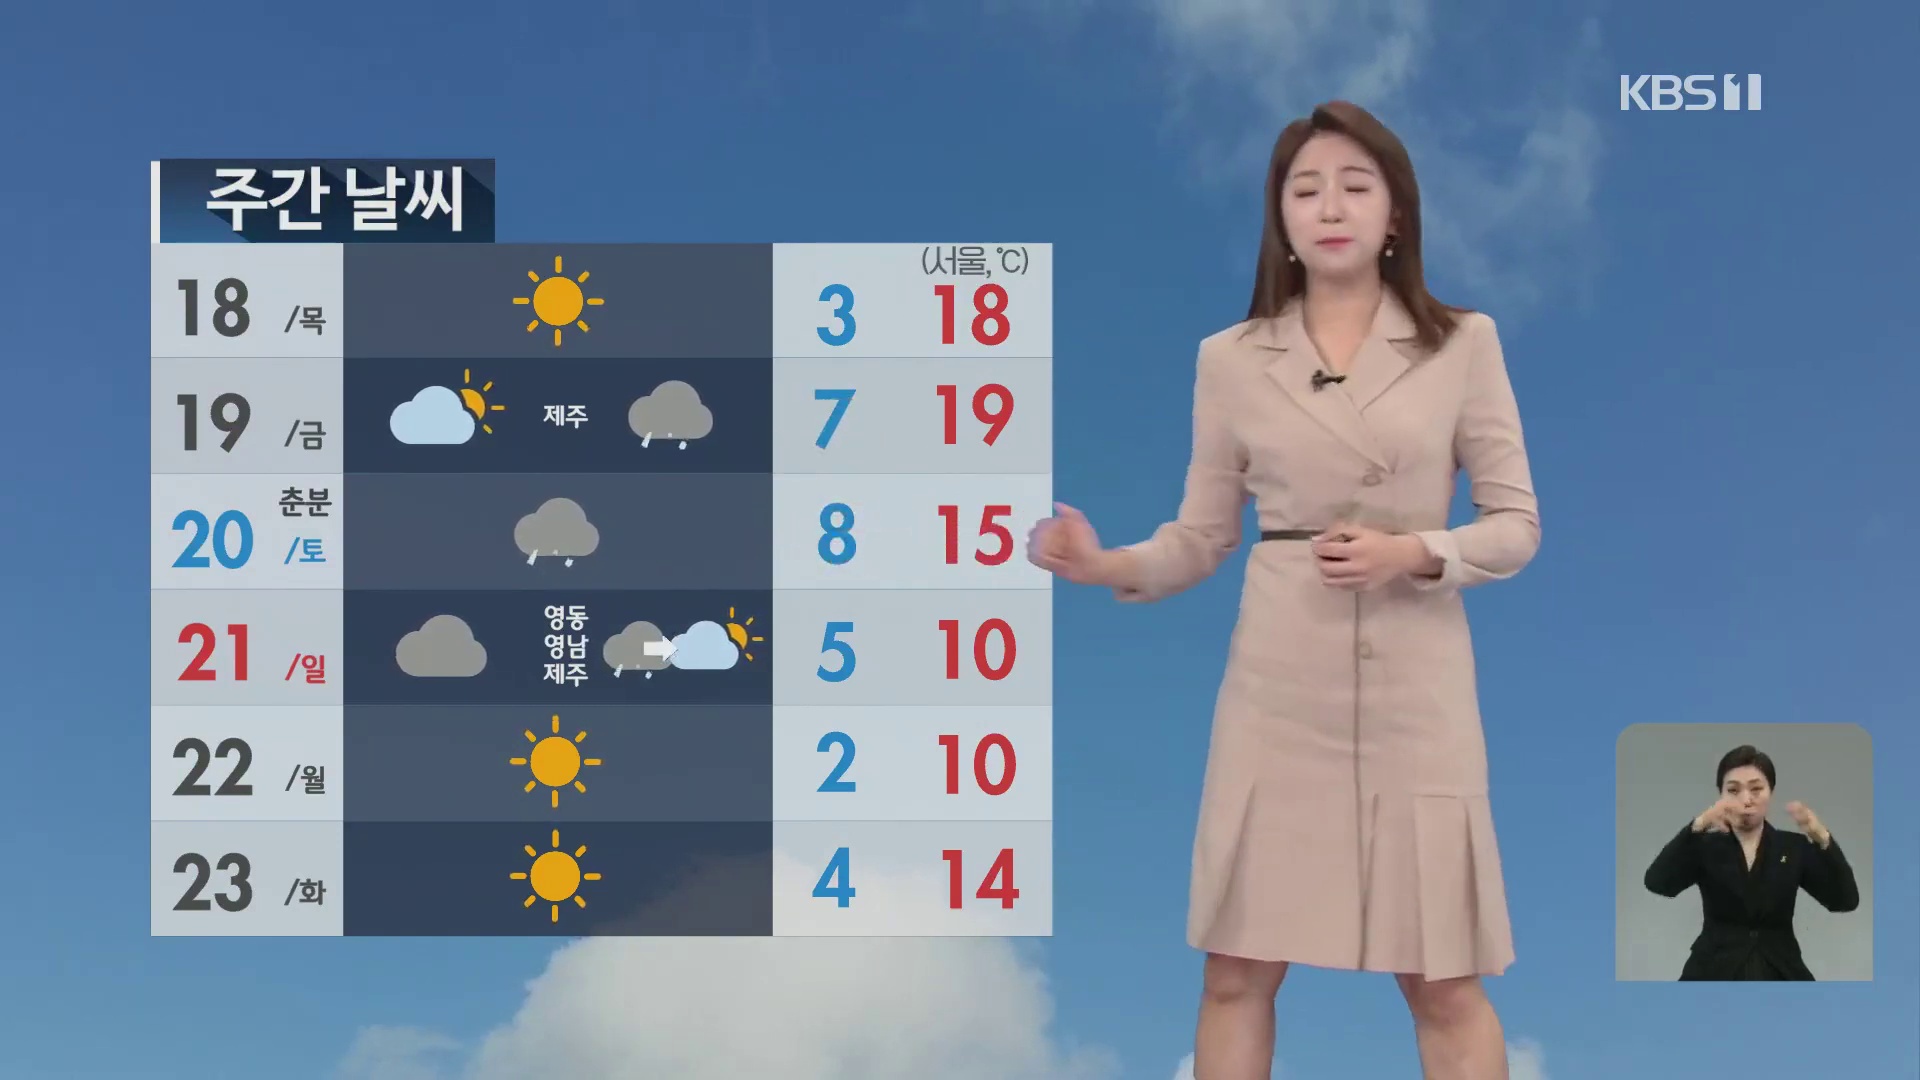 KBS 1
주간 날씨
(서울, ℃)
18 /목 3 18
19 /금 제주 7 19
20 춘분 /토 8 15
21 /일 영동 영남 제주 5 10
22 /월 2 10
23 /화 4 14